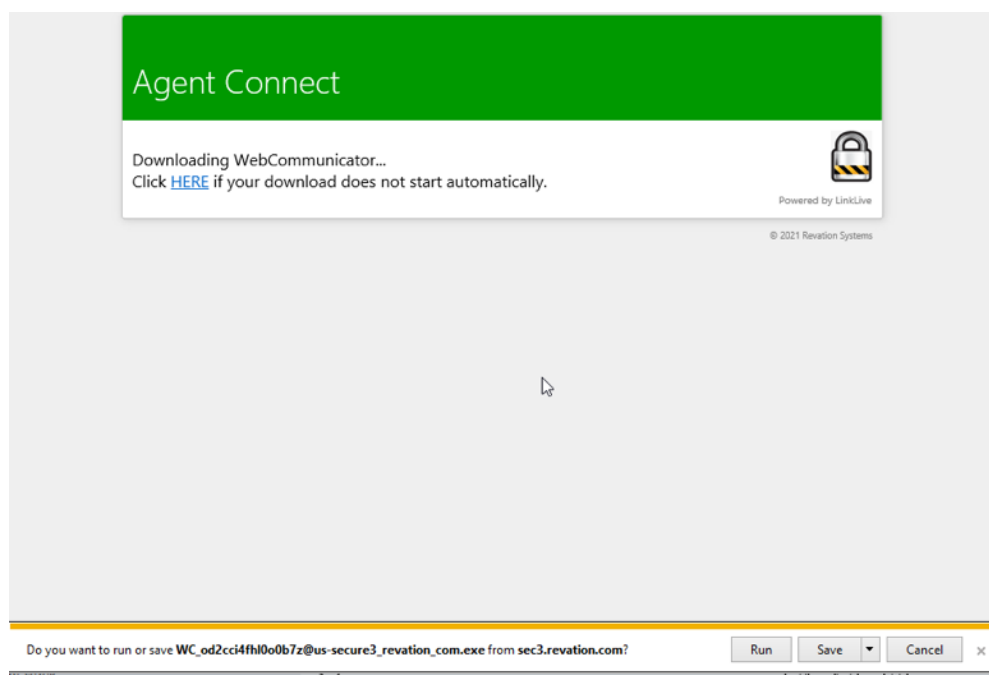 Agent Connect
Downloading WebCommunicator...
Click HERE if your download does not start automatically.
Powered by LinkLive
© 2021 Revation Systems
Do you want to run or save WC_od2cci4fhl0o0b7z@us-secure3_revation_com.exe from sec3.revation.com?
Run Save Cancel